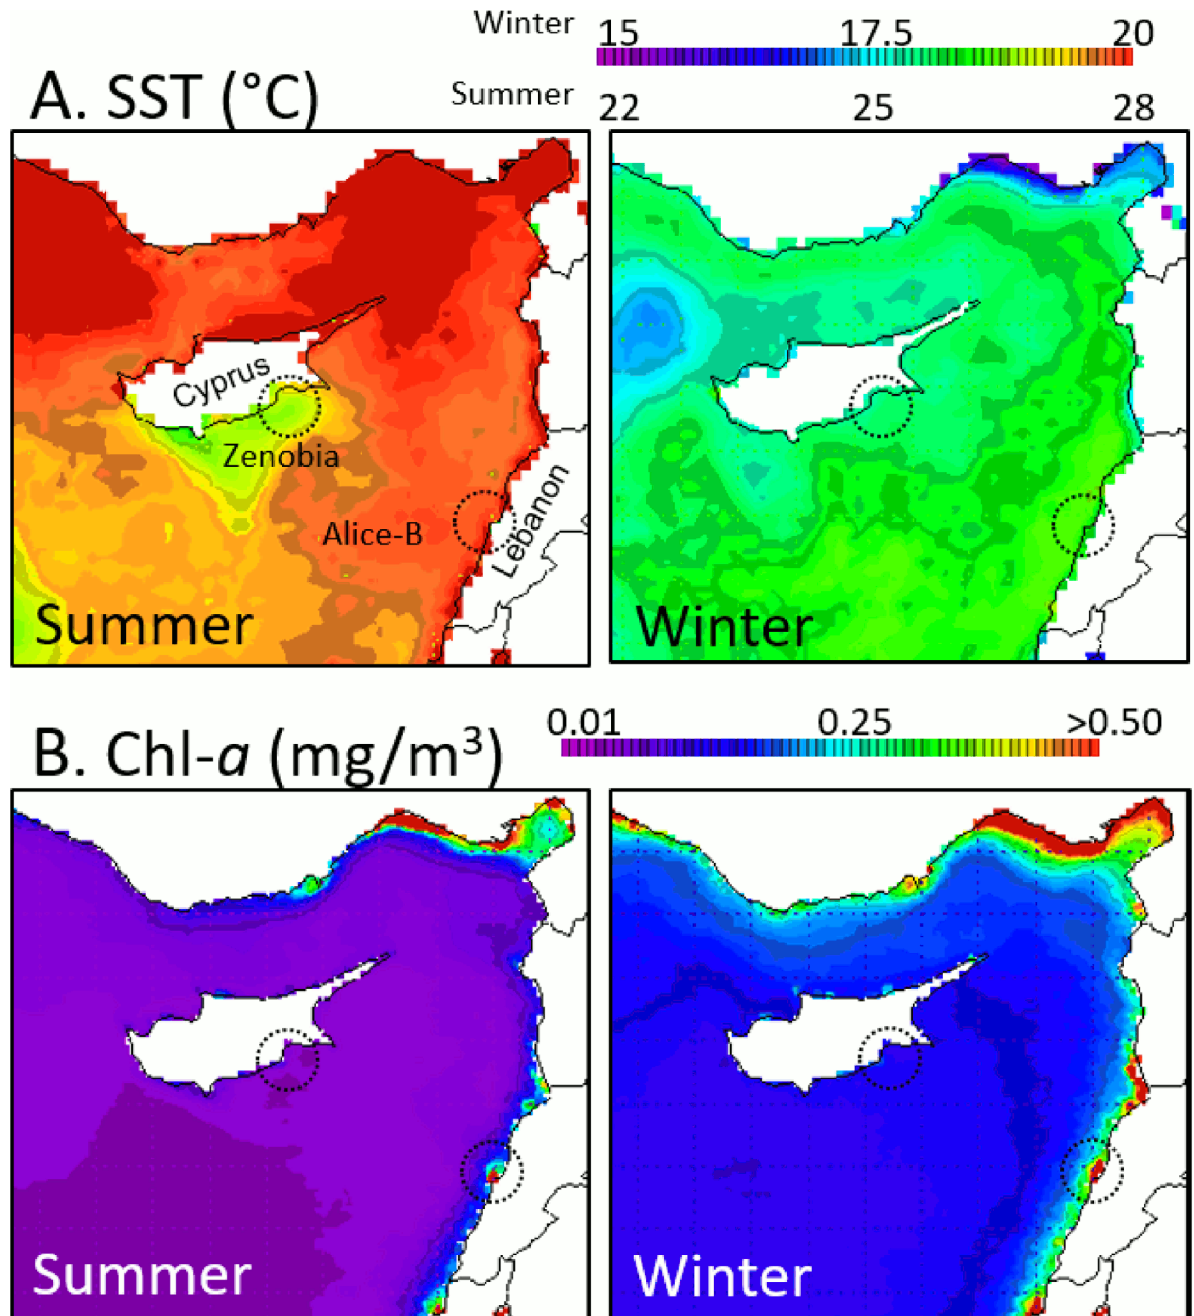 Winter 15 17.5 20
A. SST (°C)
Summer 22 25 28
Cyprus
Zenobia
Alice-B
Lebanon
Summer
Winter
0.01 0.25 >0.50
B. Chl-a (mg/m³)
Summer
Winter